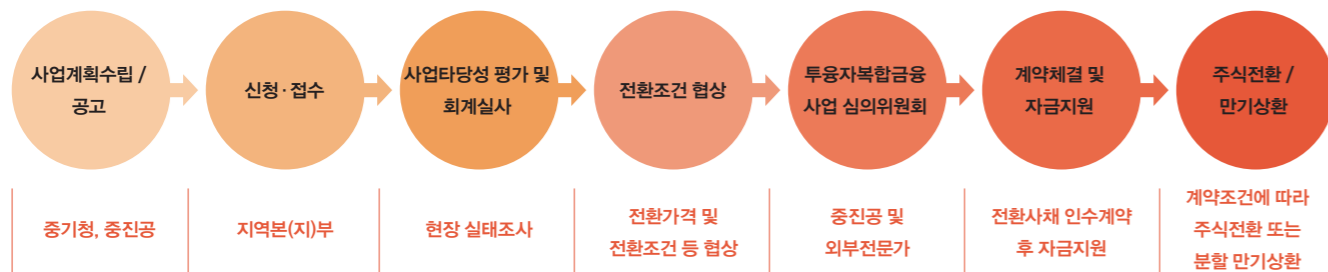 사업계획수립 /
공고
신청·접수
사업타당성 평가 및
회계실사
전환조건 협상
투융자복합금융
사업 심의위원회
계약체결 및
자금지원
주식전환 /
만기상환
중기청, 중진공
지역본(지)부
현장 실태조사
전환가격 및
전환조건 등 협상
중진공 및
외부전문가
전환사채 인수계약
후 자금지원
계약조건에 따라
주식전환 또는
분할 만기상환